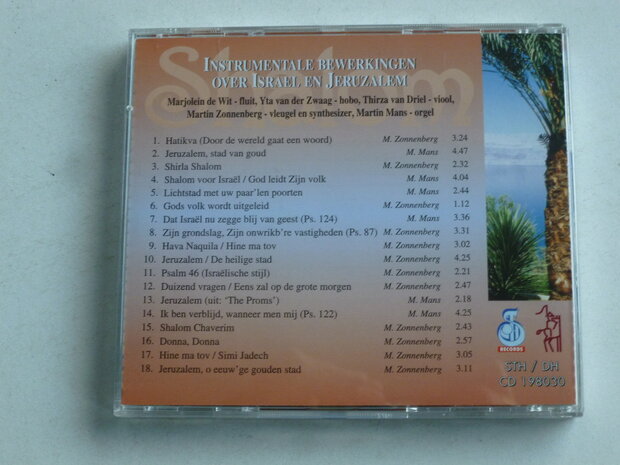 Shalom
INSTRUMENTALE BEWERKINGEN
OVER ISRAEL EN JERUZALEM
Marjolein de Wit - fluit, Yta van der Zwaag - hobo, Thirza van Driel - viool,
Martin Zonnenberg - vleugel en synthesizer, Martin Mans - orgel
1. Hatikva (Door de wereld gaat een woord) M. Zonnenberg 3.24
2. Jeruzalem, stad van goud M. Mans 4.47
3. Shirla Shalom M. Zonnenberg 2.32
4. Shalom voor Israël / God leidt Zijn volk M. Mans 4.04
5. Lichtstad met uw paar'len poorten M. Mans 2.44
6. Gods volk wordt uitgeleid M. Zonnenberg 1.12
7. Dat Israël nu zegge blij van geest (Ps. 124) M. Mans 3.36
8. Zijn grondslag, Zijn onwrikb're vastigheden (Ps. 87) M. Zonnenberg 3.31
9. Hava Naquila / Hine ma tov M. Zonnenberg 3.02
10. Jeruzalem / De heilige stad M. Zonnenberg 4.25
11. Psalm 46 (Israëlische stijl) M. Zonnenberg 2.21
12. Duizend vragen / Eens zal op de grote morgen M. Zonnenberg 2.47
13. Jeruzalem (uit: 'The Proms') M. Mans 2.18
14. Ik ben verblijd, wanneer men mij (Ps. 122) M. Mans 4.25
15. Shalom Chaverim M. Zonnenberg 2.43
16. Donna, Donna M. Zonnenberg 2.57
17. Hine ma tov / Simi Jadech M. Zonnenberg 3.05
18. Jeruzalem, o eeuw'ge gouden stad M. Zonnenberg 3.11
RECORDS
STH / DH
CD 198030